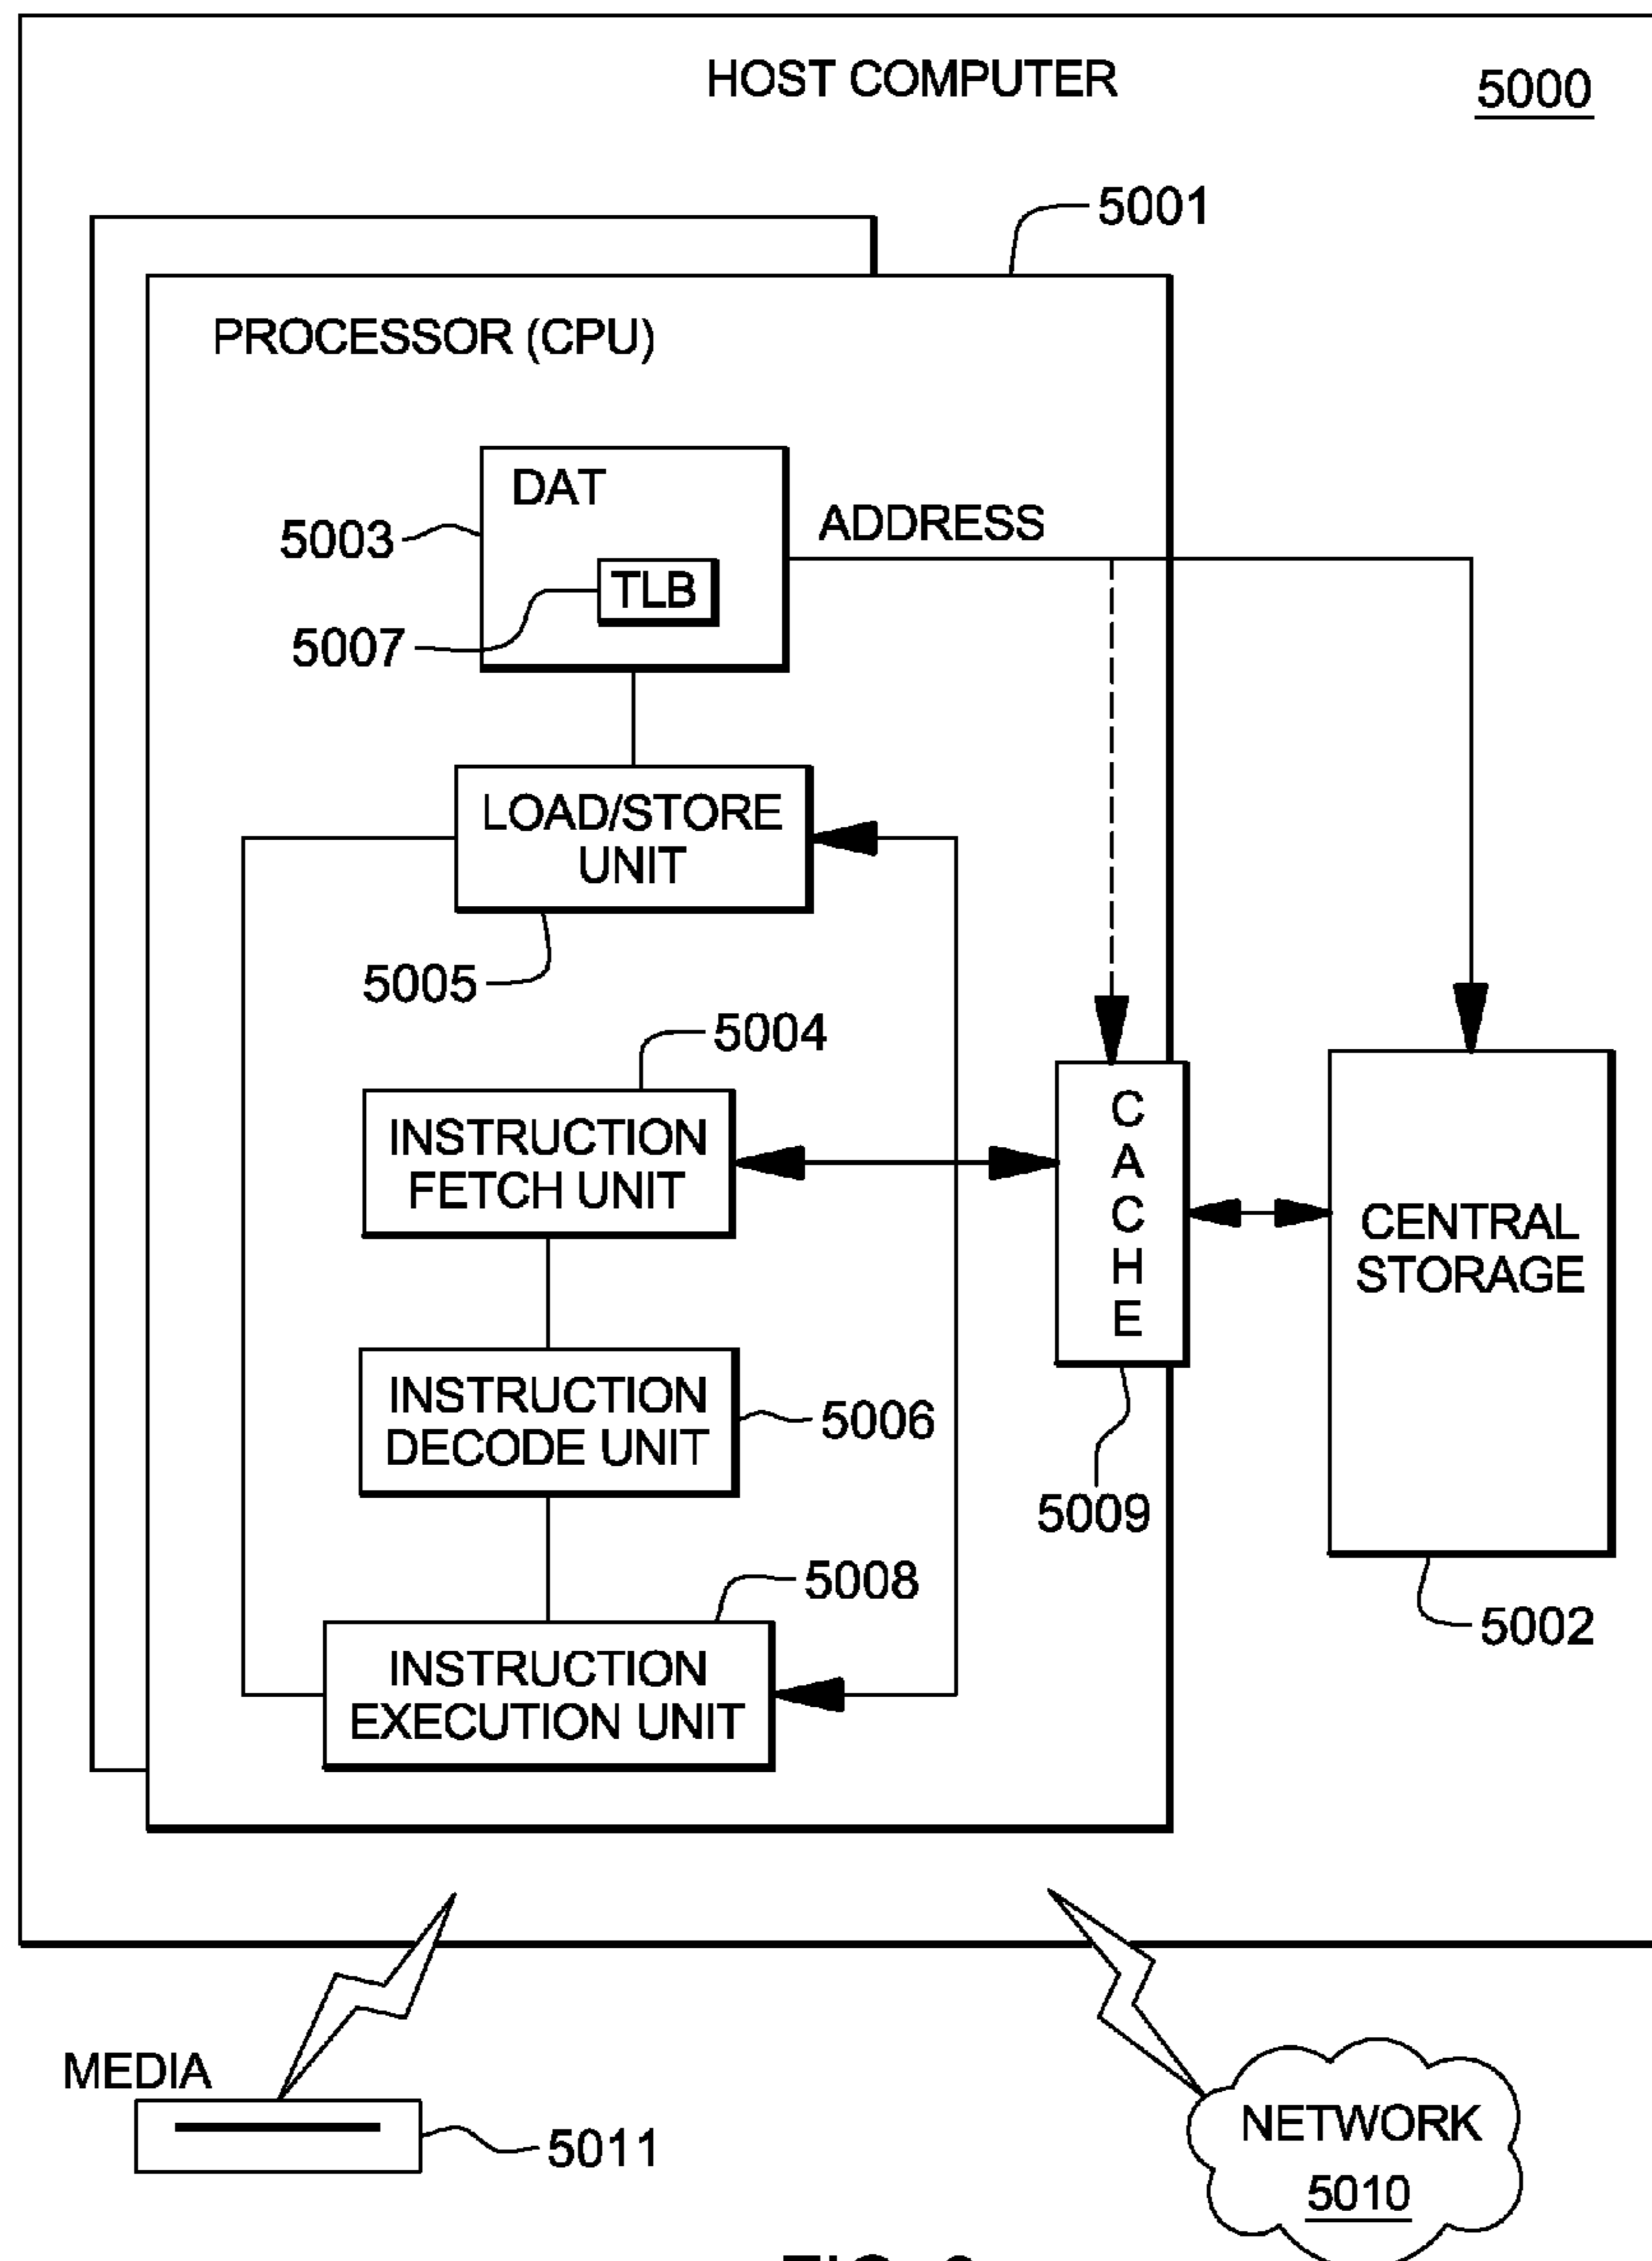 HOST COMPUTER
5000
5001
PROCESSOR (CPU)
DAT
ADDRESS
5003
TLB
5007
LOAD/STORE
UNIT
5005
5004
INSTRUCTION
FETCH UNIT
C
A
C
H
E
CENTRAL
STORAGE
INSTRUCTION
DECODE UNIT
5006
5009
5008
5002
INSTRUCTION
EXECUTION UNIT
MEDIA
5011
NETWORK
5010